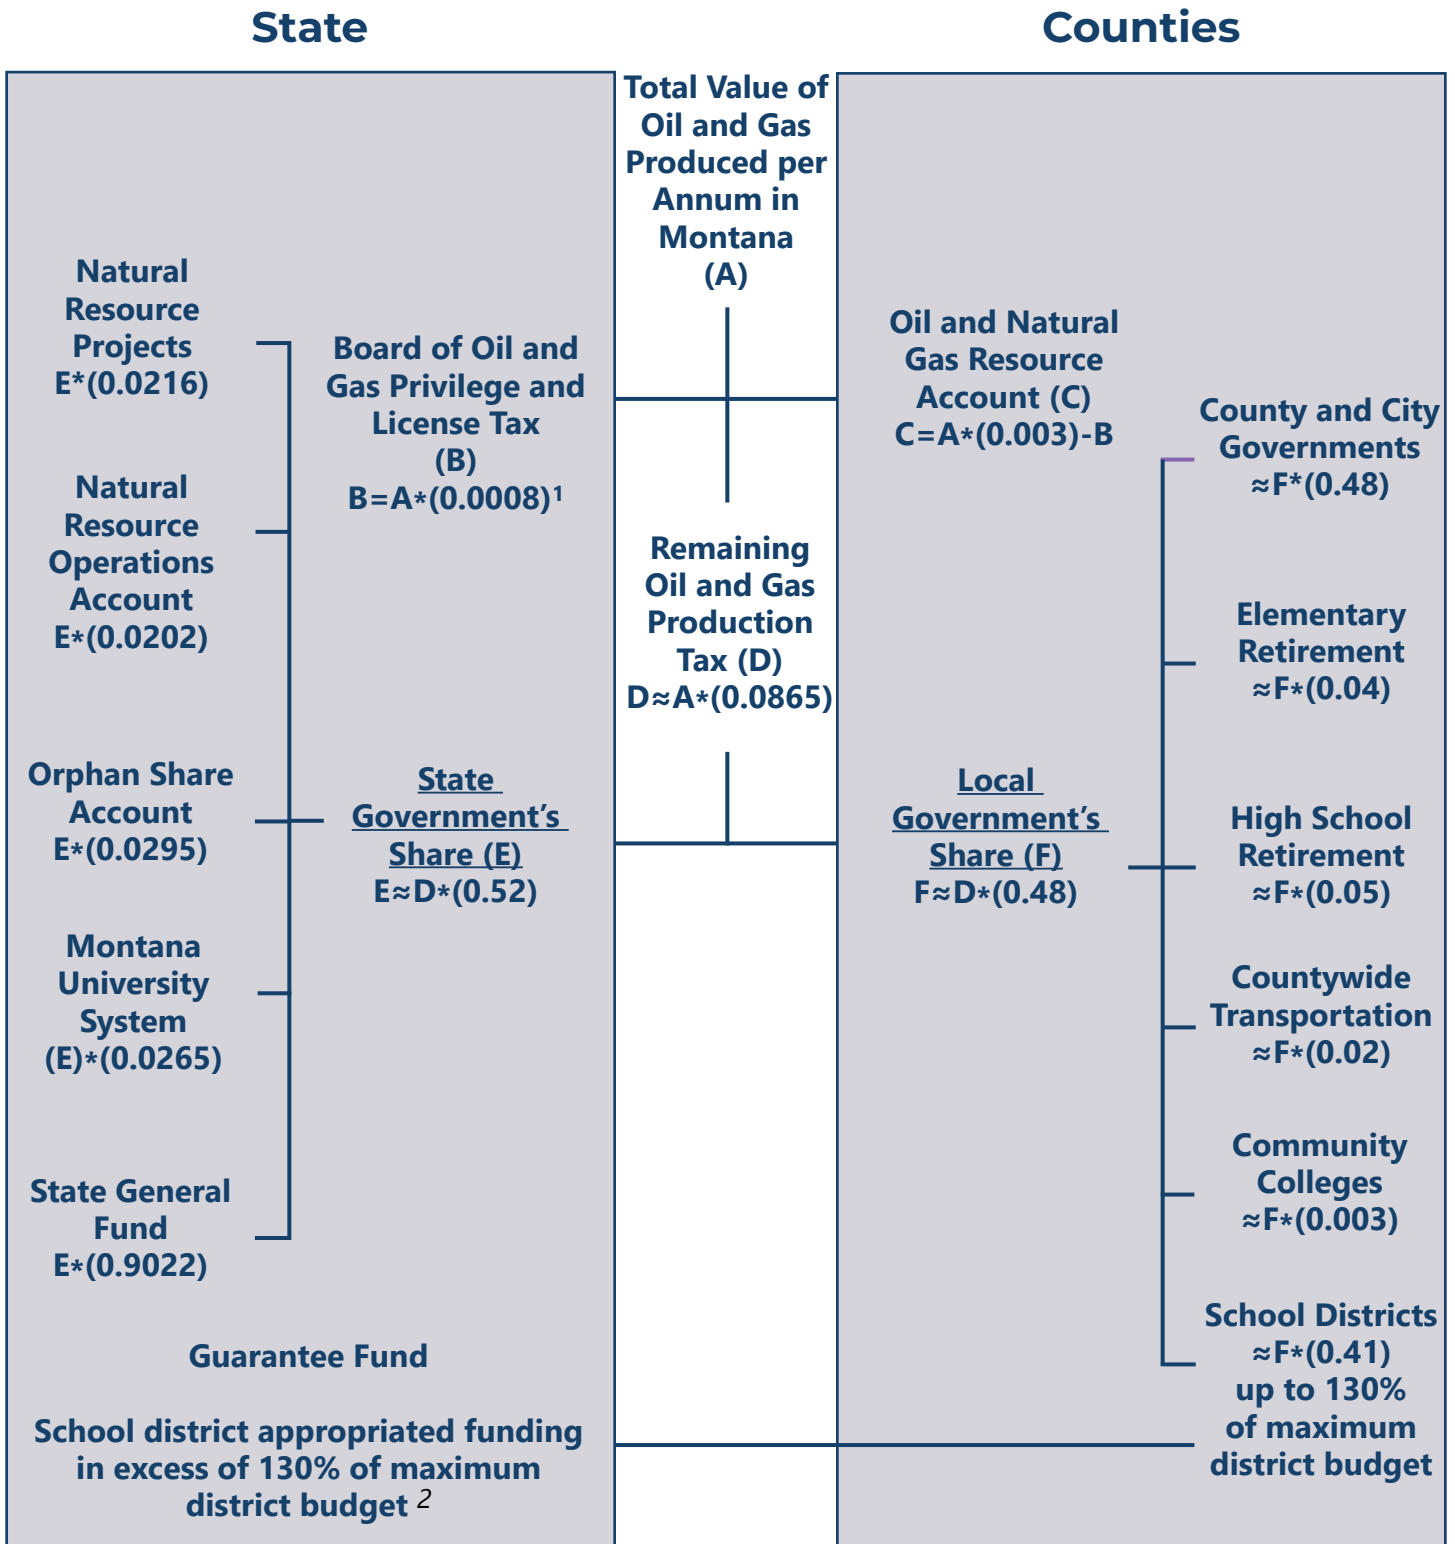 State
Counties
Total Value of
Oil and Gas
Produced per
Annum in
Montana
(A)
Natural
Resource
Projects
E*(0.0216)
Board of Oil and
Gas Privilege and
License Tax
(B)
B=A*(0.0008)¹
Oil and Natural
Gas Resource
Account (C)
C=A*(0.003)-B
County and City
Governments
≈F*(0.48)
Natural
Resource
Operations
Account
E*(0.0202)
Remaining
Oil and Gas
Production
Tax (D)
D≈A*(0.0865)
Elementary
Retirement
≈F*(0.04)
Orphan Share
Account
E*(0.0295)
State
Government's
Share (E)
E≈D*(0.52)
Local
Government's
Share (F)
F≈D*(0.48)
High School
Retirement
≈F*(0.05)
Montana
University
System
(E)*(0.0265)
Countywide
Transportation
≈F*(0.02)
Community
Colleges
≈F*(0.003)
State General
Fund
E*(0.9022)
School Districts
≈F*(0.41)
up to 130%
of maximum
district budget
Guarantee Fund
School district appropriated funding
in excess of 130% of maximum
district budget ²